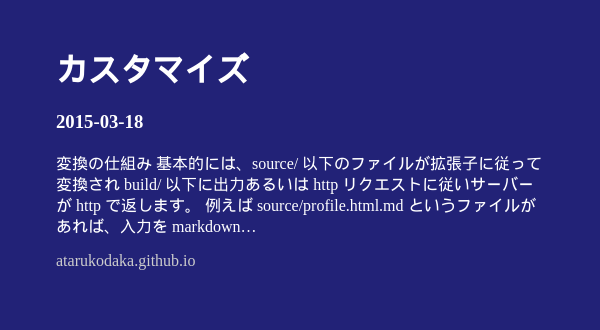 カスタマイズ
2015-03-18
変換の仕組み 基本的には、source/ 以下のファイルが拡張子に従って
変換され build/ 以下に出力あるいは http リクエストに従いサーバー
が http で返します。 例えば source/profile.html.md というファイルが
あれば、入力を markdown…
atarukodaka.github.io